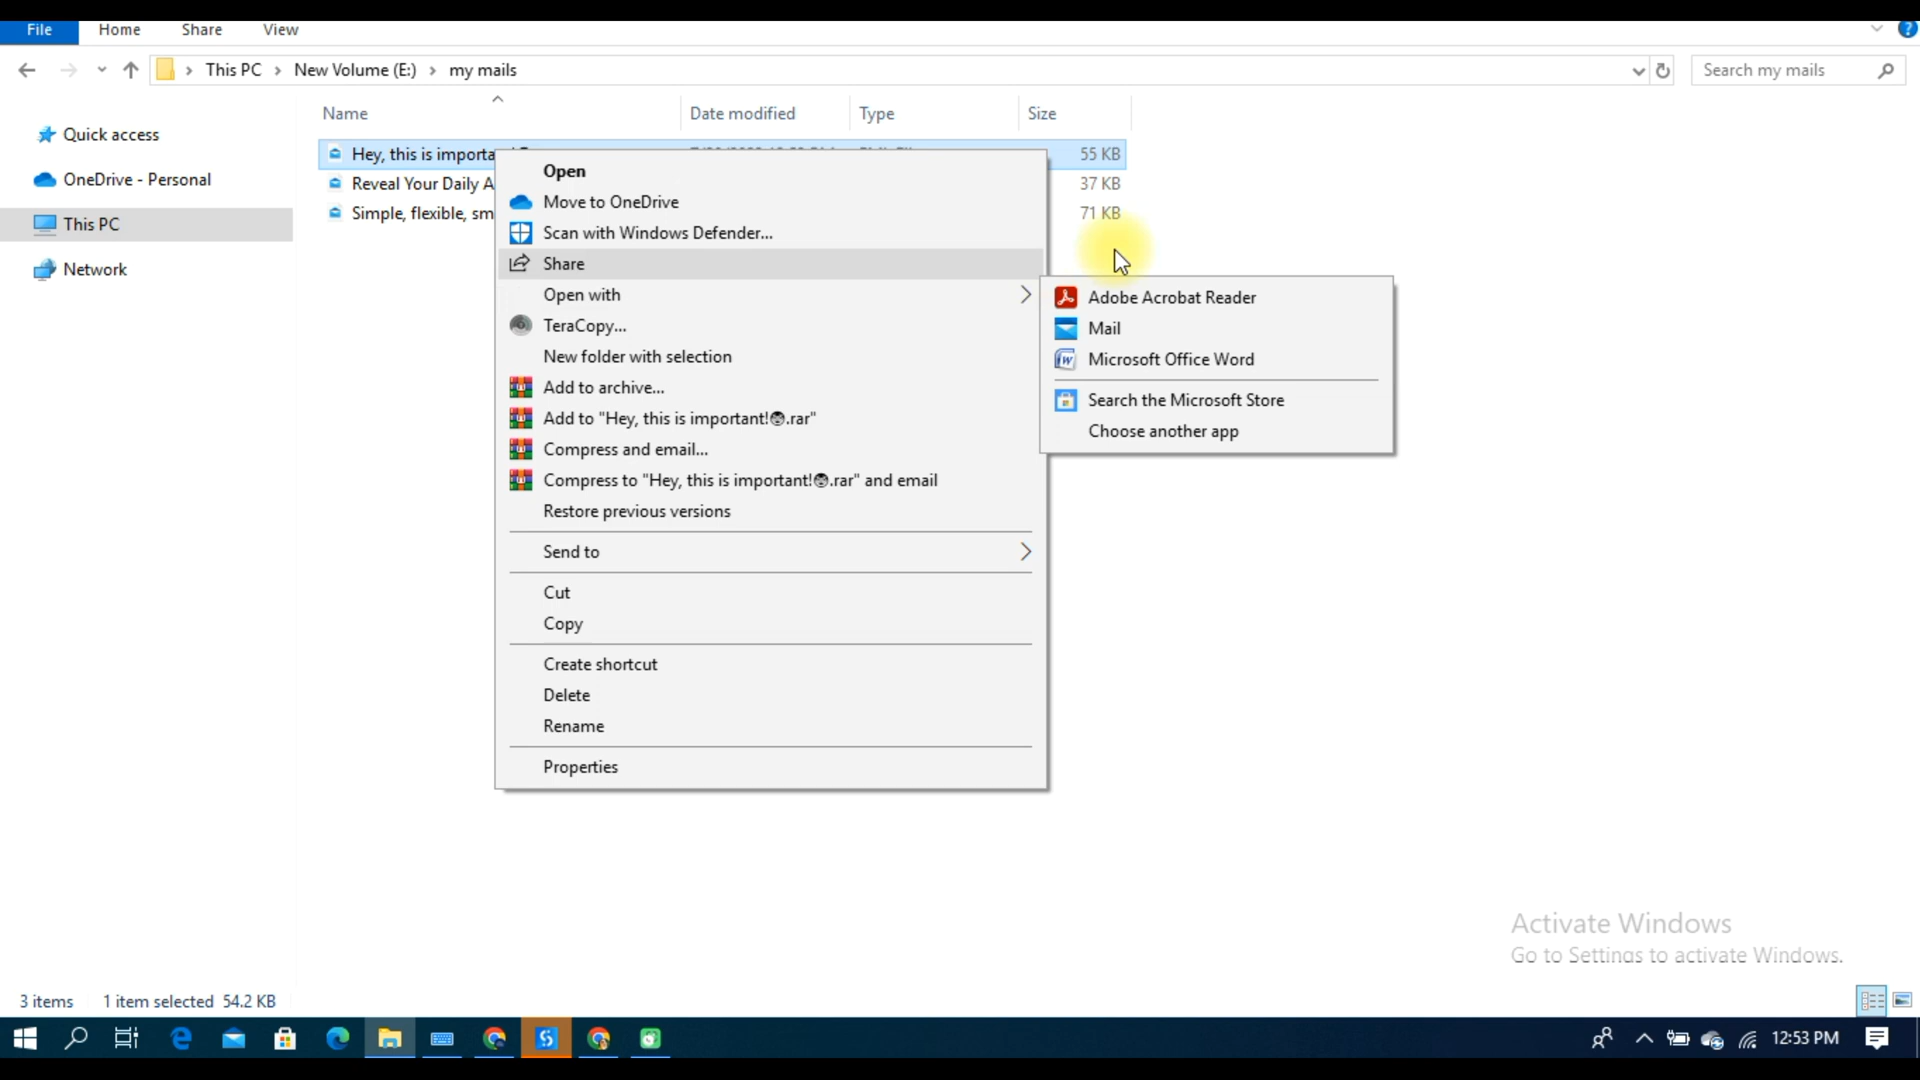 File Home Share View
This PC New Volume (E:) my mails
Search my mails
Name Date modified Type Size
Quick access
OneDrive - Personal
This PC
Network
Hey, this is importa
55 KB
Reveal Your Daily A
37 KB
Simple, flexible, sm
71 KB
Open
Move to OneDrive
Scan with Windows Defender...
Share
Open with
TeraCopy...
New folder with selection
Add to archive...
Add to "Hey, this is important!😷.rar"
Compress and email...
Compress to "Hey, this is important!😷.rar" and email
Restore previous versions
Send to
Cut
Copy
Create shortcut
Delete
Rename
Properties
Adobe Acrobat Reader
Mail
Microsoft Office Word
Search the Microsoft Store
Choose another app
Activate Windows
Go to Settings to activate Windows.
3 items 1 item selected 54.2 KB
12:53 PM